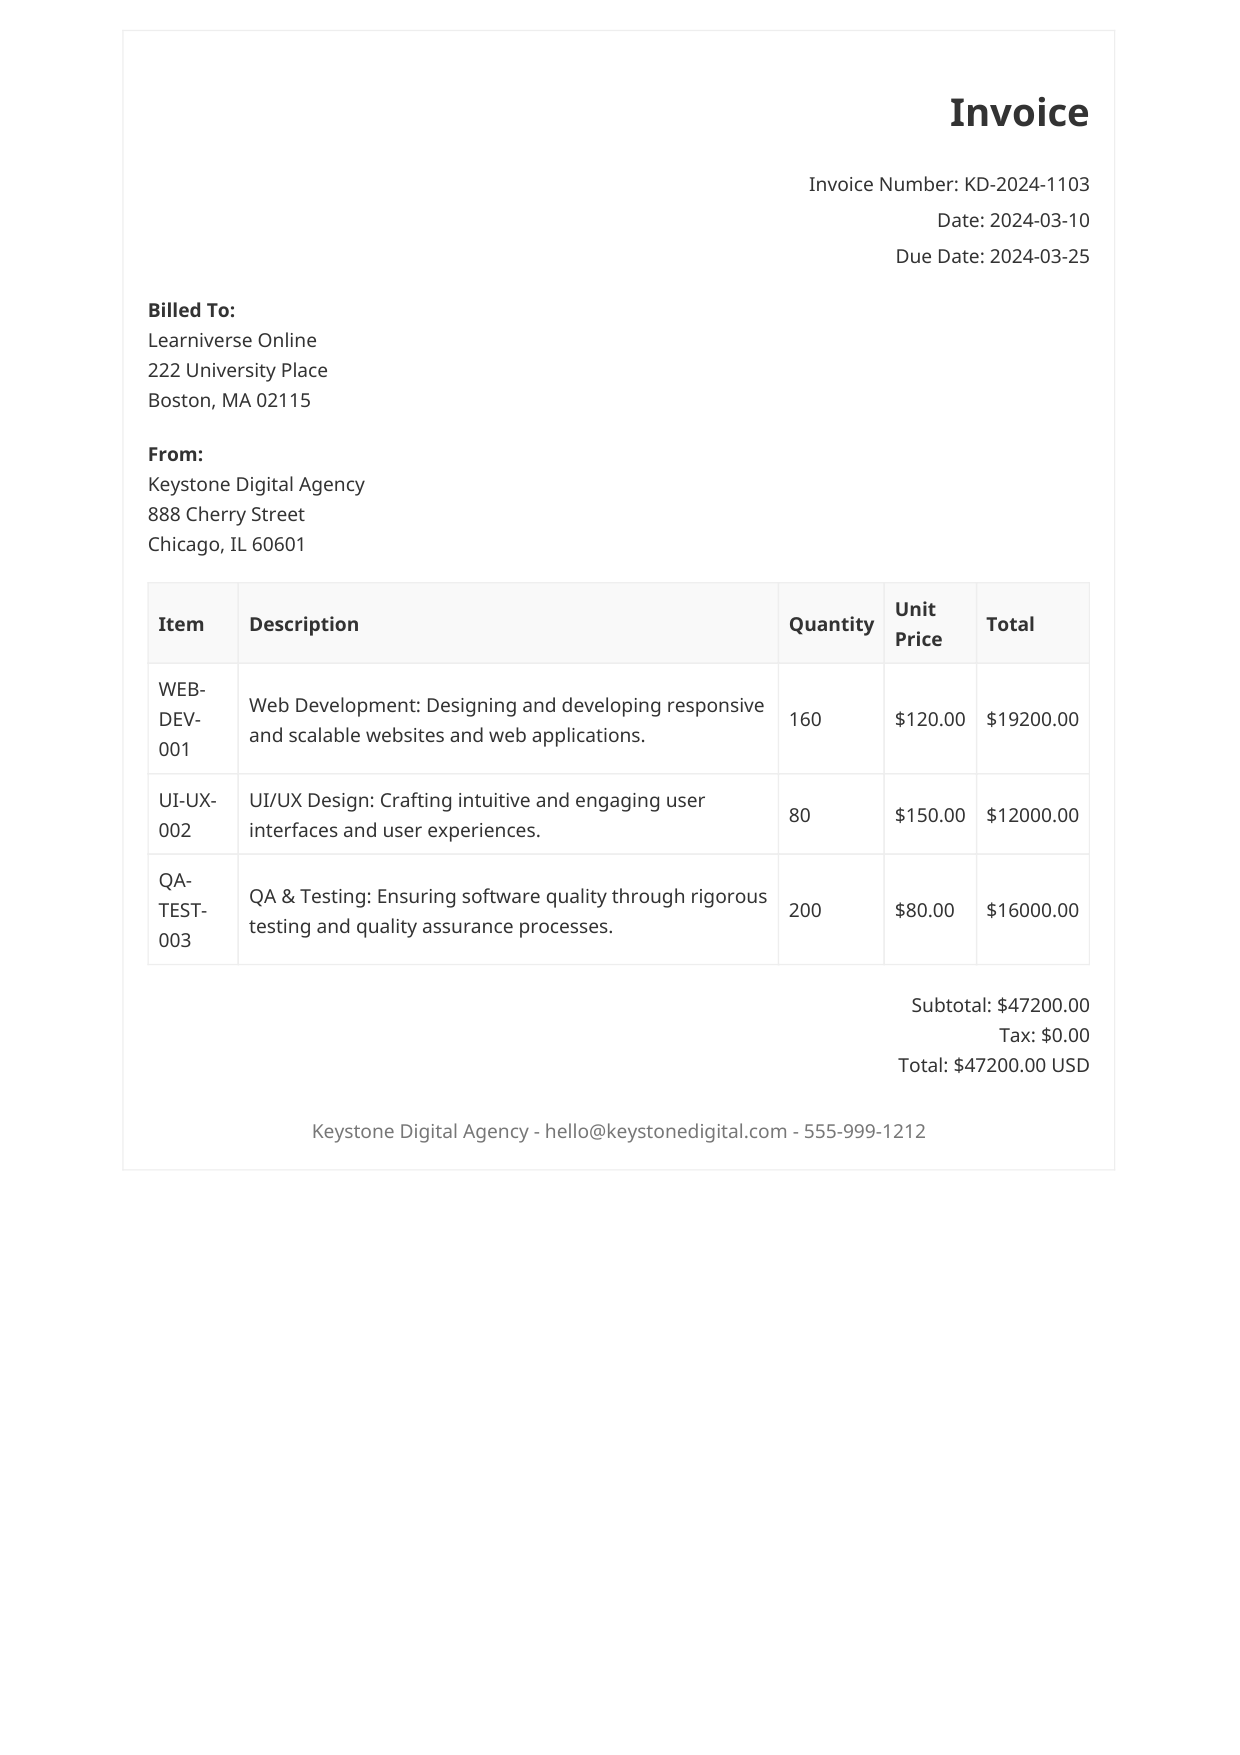 Invoice
Invoice Number: KD-2024-1103
Date: 2024-03-10
Due Date: 2024-03-25
Billed To:
Learniverse Online
222 University Place
Boston, MA 02115
From:
Keystone Digital Agency
888 Cherry Street
Chicago, IL 60601
Item Description Quantity Unit Price Total
WEB-DEV-001 Web Development: Designing and developing responsive and scalable websites and web applications. 160 $120.00 $19200.00
UI-UX-002 UI/UX Design: Crafting intuitive and engaging user interfaces and user experiences. 80 $150.00 $12000.00
QA-TEST-003 QA & Testing: Ensuring software quality through rigorous testing and quality assurance processes. 200 $80.00 $16000.00
Subtotal: $47200.00
Tax: $0.00
Total: $47200.00 USD
Keystone Digital Agency - hello@keystonedigital.com - 555-999-1212